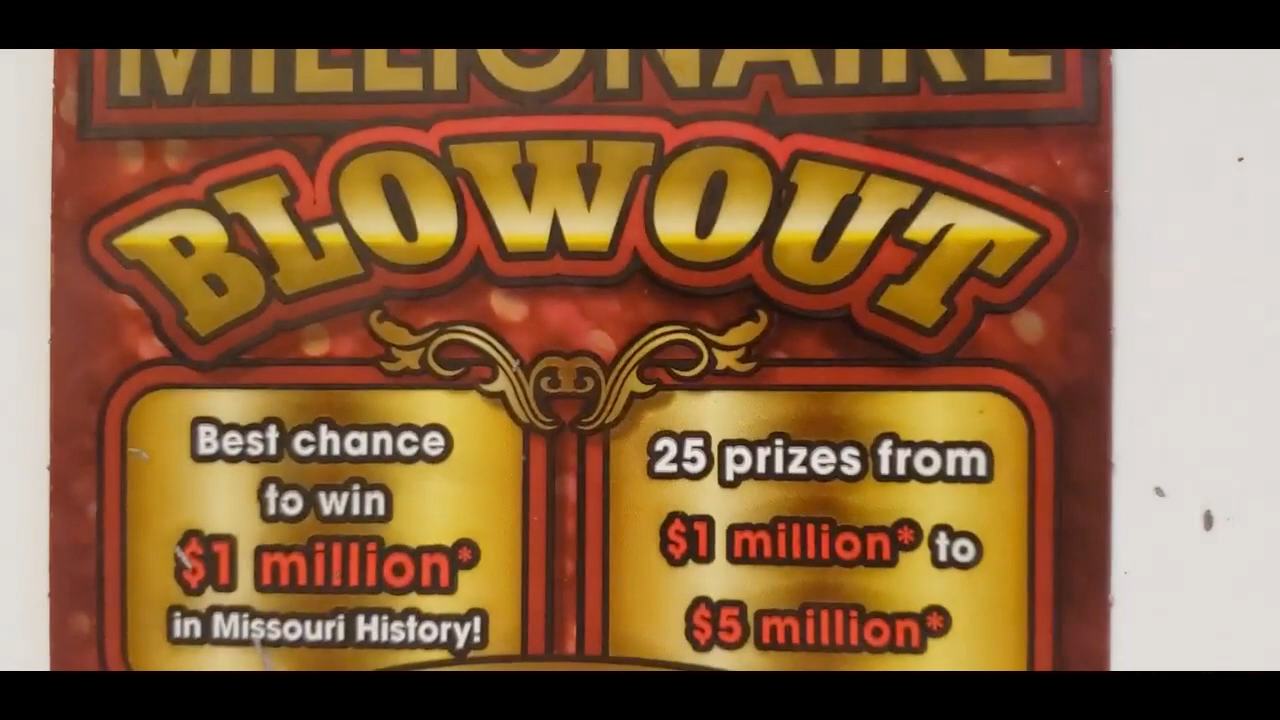 MILLIONAIRE
BLOWOUT
Best chance
to win
$1 million*
in Missouri History!
25 prizes from
$1 million* to
$5 million*